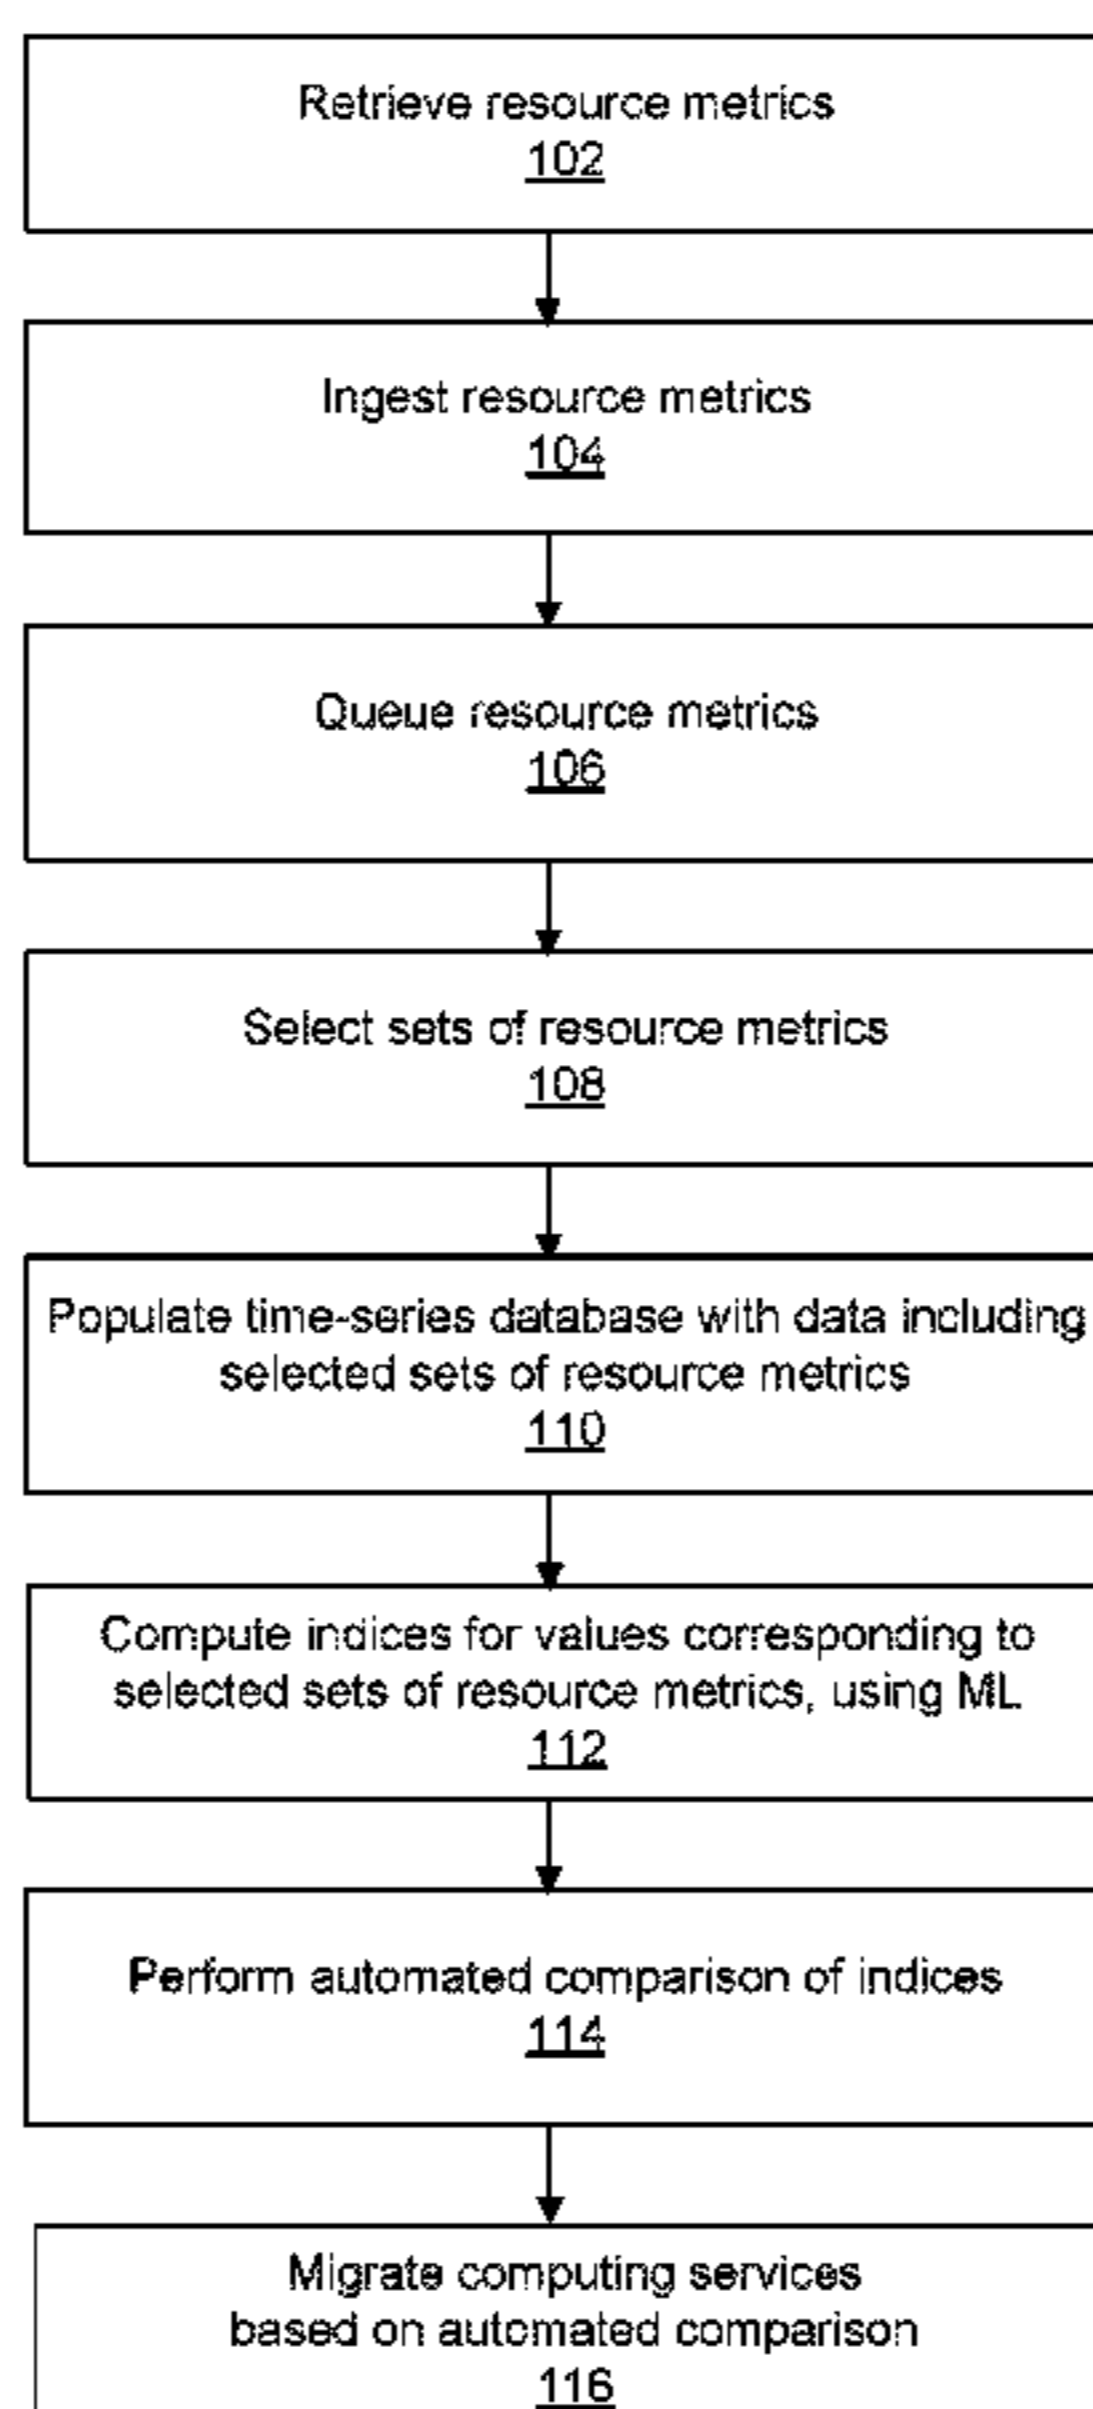 Retrieve resource metrics
102
Ingest resource metrics
104
Queue resource metrics
106
Select sets of resource metrics
108
Populate time-series database with data including
selected sets of resource metrics
110
Compute indices for values corresponding to
selected sets of resource metrics, using ML
112
Perform automated comparison of indices
114
Migrate computing services
based on automated comparison
116